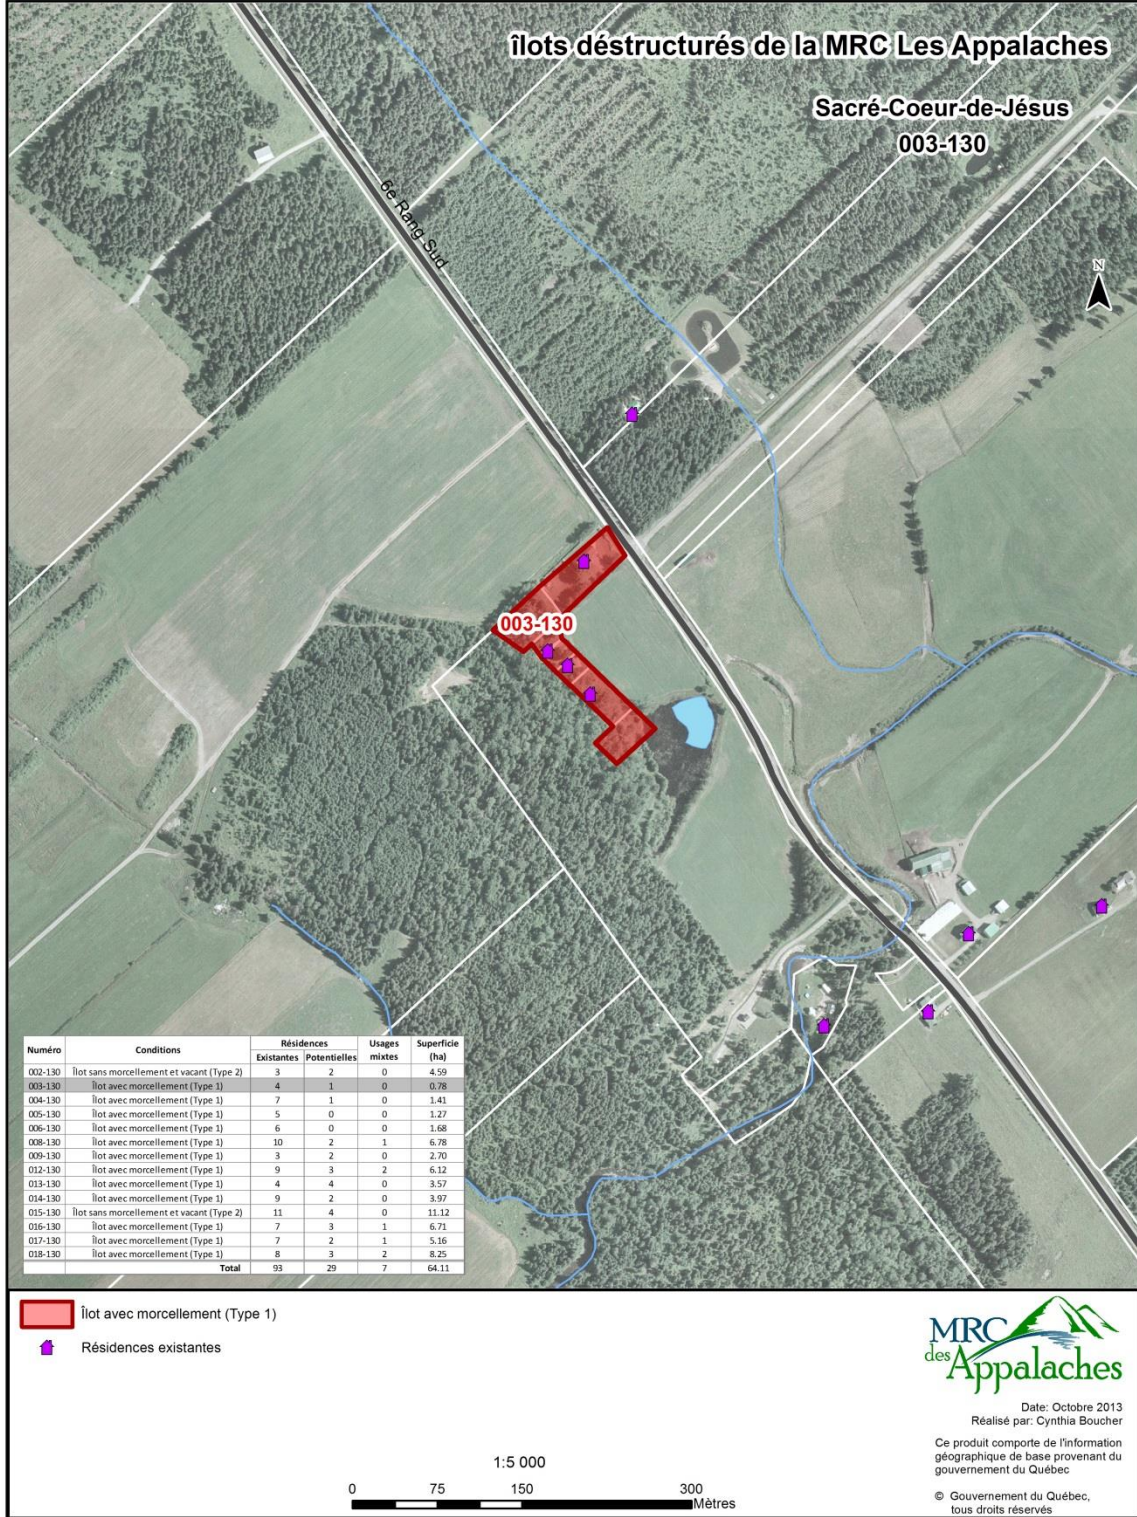 îlots déstructurés de la MRC Les Appalaches
Sacré-Coeur-de-Jésus
003-130
N
6e Rang Sud
003-130
Numéro Conditions Résidences Usages mixtes Superficie (ha)
Existantes Potentielles
002-130 Îlot sans morcellement et vacant (Type 2) 3 2 0 4.59
003-130 Îlot avec morcellement (Type 1) 4 1 0 0.78
004-130 Îlot avec morcellement (Type 1) 7 1 0 1.41
005-130 Îlot avec morcellement (Type 1) 5 0 0 1.27
006-130 Îlot avec morcellement (Type 1) 6 0 0 1.68
008-130 Îlot avec morcellement (Type 1) 10 2 1 6.78
009-130 Îlot avec morcellement (Type 1) 3 2 0 2.70
012-130 Îlot avec morcellement (Type 1) 9 3 2 6.12
013-130 Îlot avec morcellement (Type 1) 4 4 0 3.57
014-130 Îlot avec morcellement (Type 1) 9 2 0 3.97
015-130 Îlot sans morcellement et vacant (Type 2) 11 4 0 11.12
016-130 Îlot avec morcellement (Type 1) 7 3 1 6.71
017-130 Îlot avec morcellement (Type 1) 7 2 1 5.16
018-130 Îlot avec morcellement (Type 1) 8 3 2 8.25
Total 93 29 7 64.11
Îlot avec morcellement (Type 1)
Résidences existantes
1:5 000
0 75 150 300
Mètres
MRC
des Appalaches
Date: Octobre 2013
Réalisé par: Cynthia Boucher
Ce produit comporte de l'information
géographique de base provenant du
gouvernement du Québec
© Gouvernement du Québec,
tous droits réservés